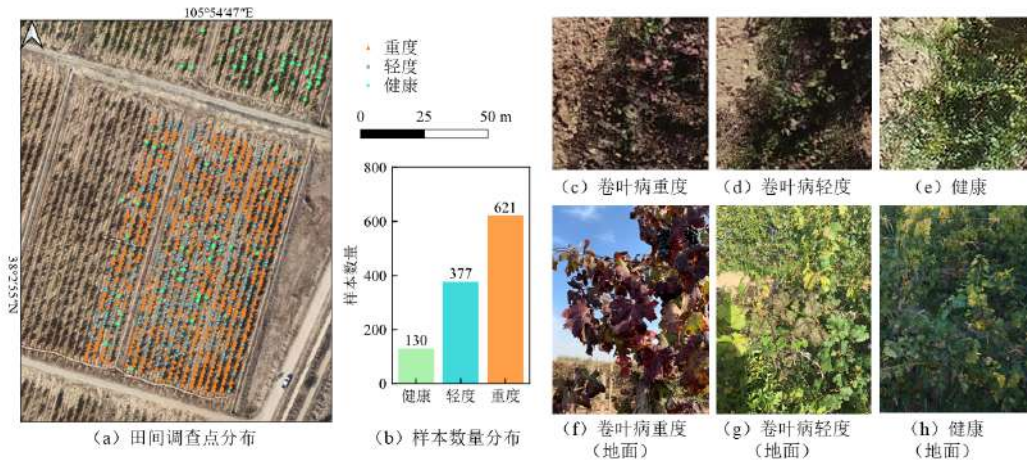 105°54′47″E
38°2′55″N
重度
轻度
健康
0 25 50 m
800
600
400
200
0
样本数量
130
377
621
健康 轻度 重度
(a) 田间调查点分布
(b) 样本数量分布
(c) 卷叶病重度
(d) 卷叶病轻度
(e) 健康
(f) 卷叶病重度
(地面)
(g) 卷叶病轻度
(地面)
(h) 健康
(地面)